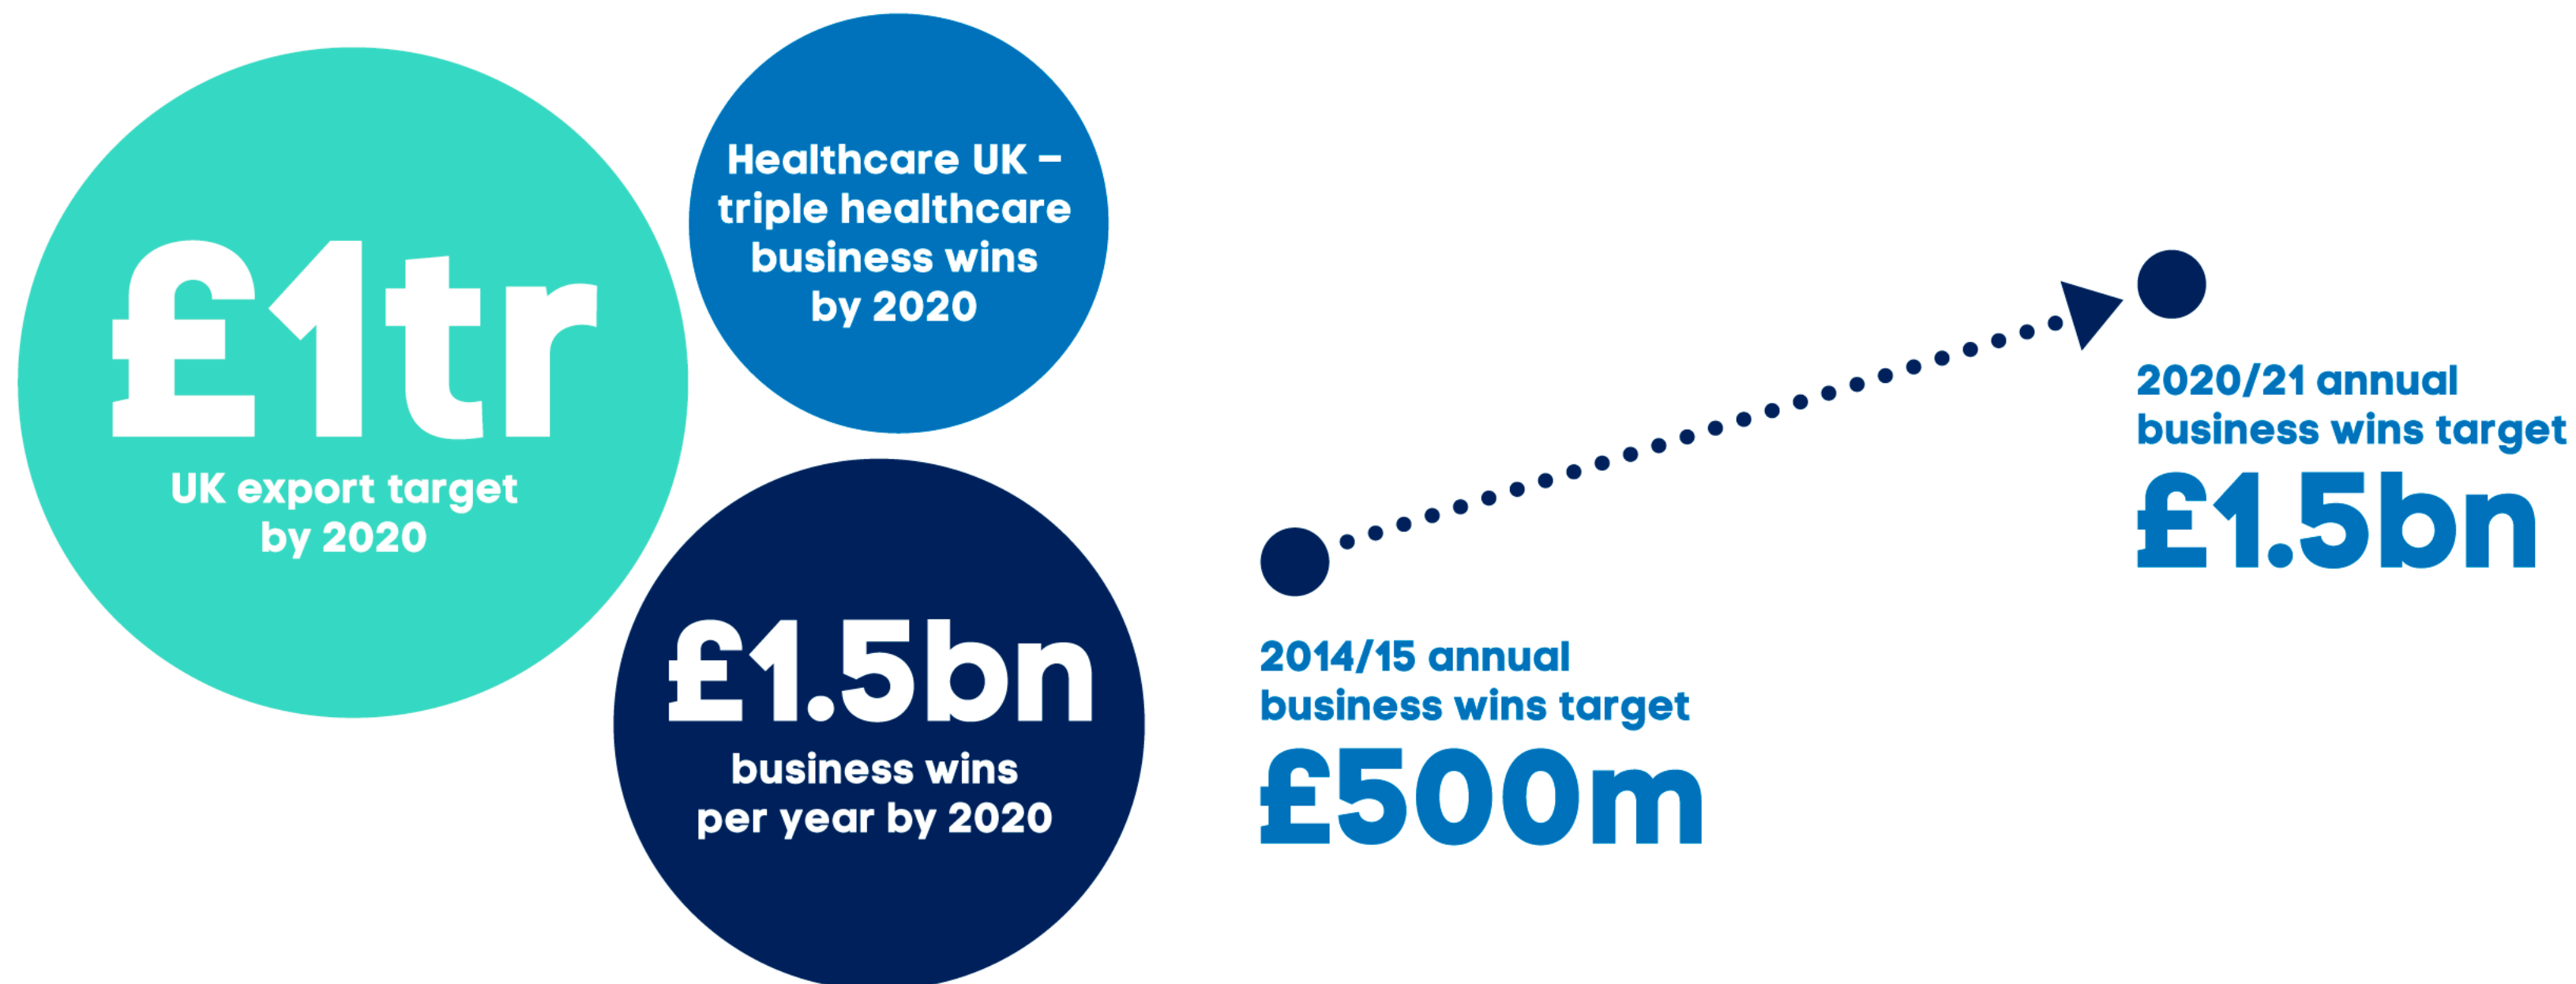 £1tr
UK export target
by 2020
Healthcare UK –
triple healthcare
business wins
by 2020
£1.5bn
business wins
per year by 2020
2014/15 annual
business wins target
£500m
2020/21 annual
business wins target
£1.5bn